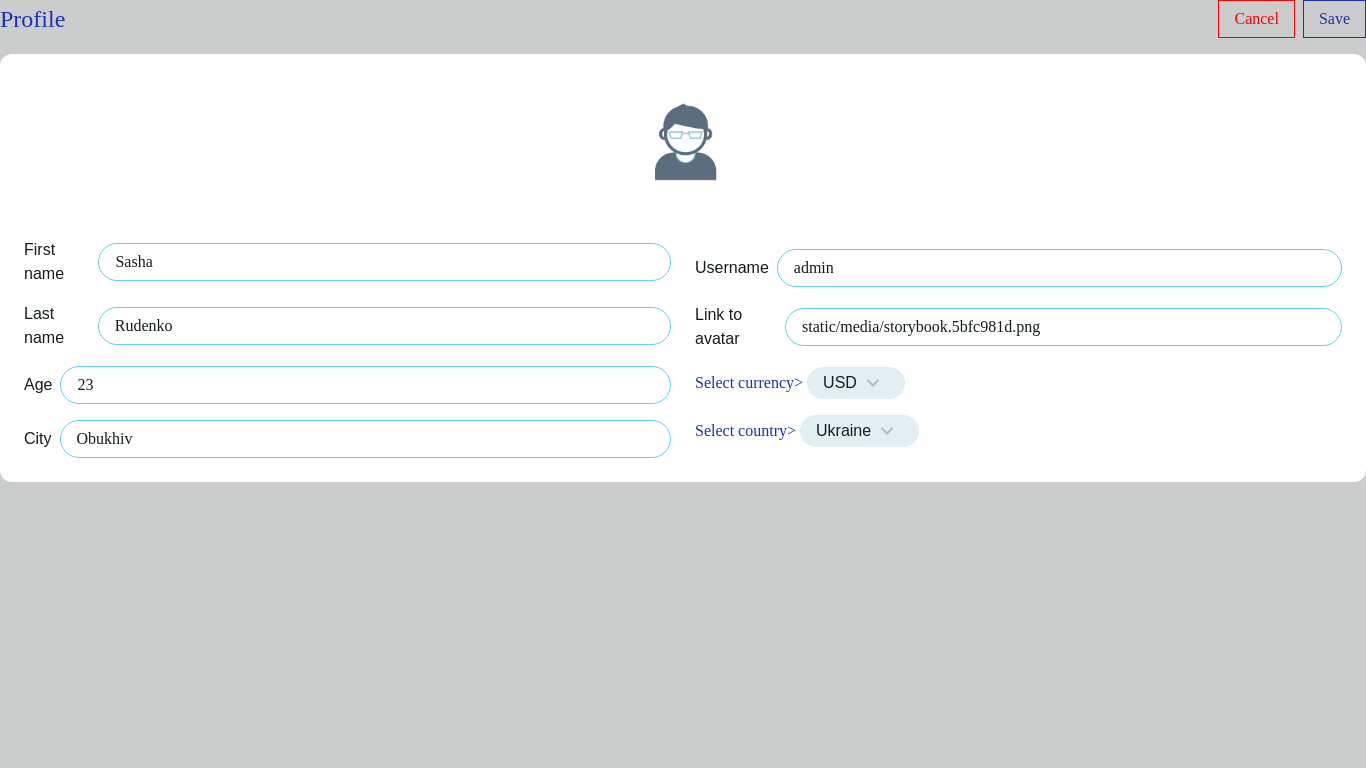 Profile
Cancel
Save
First
name
Sasha
Last
name
Rudenko
Age
23
City
Obukhiv
Username
admin
Link to
avatar
static/media/storybook.5bfc981d.png
Select currency>
USD
Select country>
Ukraine